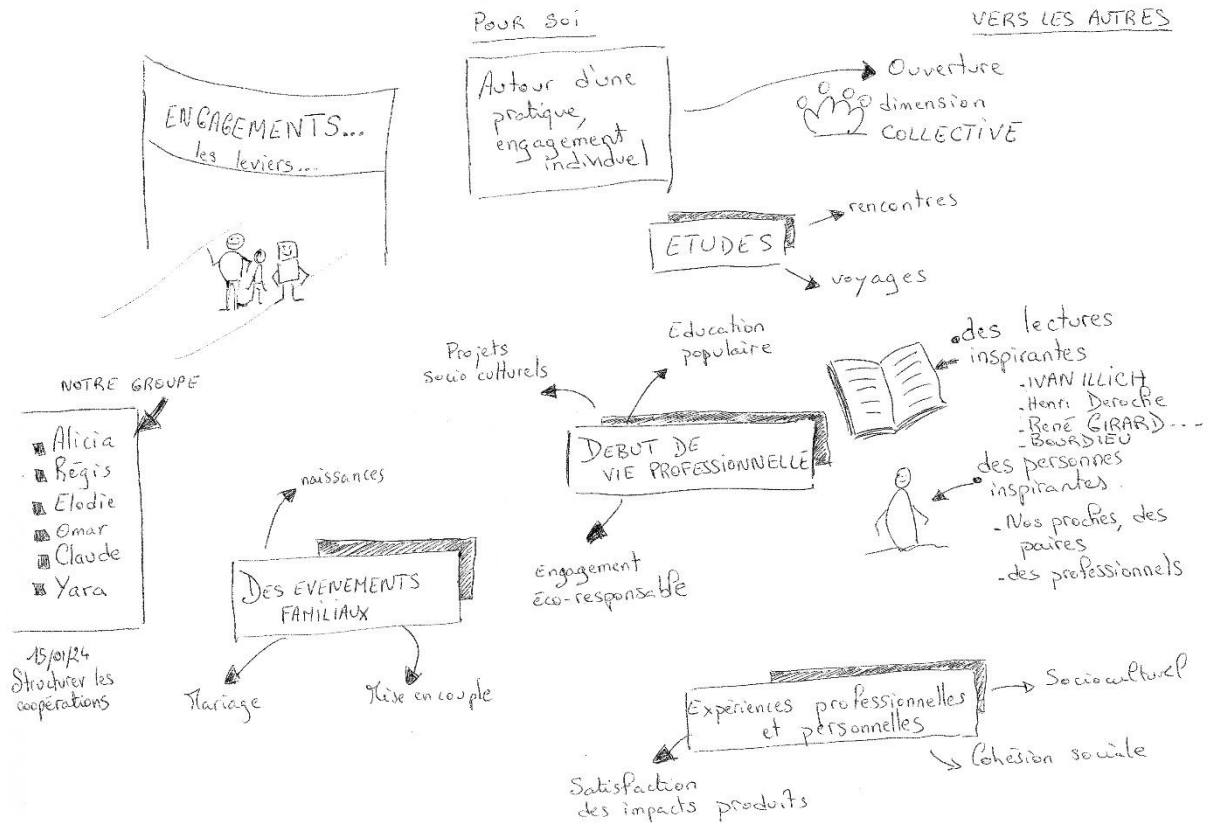 POUR SOI
VERS LES AUTRES
ENGAGEMENTS...
les leviers...
Autour d'une
pratique,
engagement
individuel
Ouverture
dimension
COLLECTIVE
ETUDES
rencontres
voyages
NOTRE GROUPE
Alicia
Régis
Elodie
Omar
Claude
Yara
15/01/24
Structurer les
coopérations
DEBUT DE
VIE PROFESSIONNELLE
Projets
socio culturels
Education
populaire
Engagement
éco-responsable
.des lectures
inspirantes
- IVAN ILLICH
- Henri Deroche
- René GIRARD ...
- BOURDIEU
. des personnes
inspirantes.
- Nos proches, des
paires
- des professionnels
DES EVENEMENTS
FAMILIAUX
naissances
Mariage
Mise en couple
Expériences professionnelles
et personnelles
Socioculturel
Cohésion sociale
Satisfaction
des impacts produits